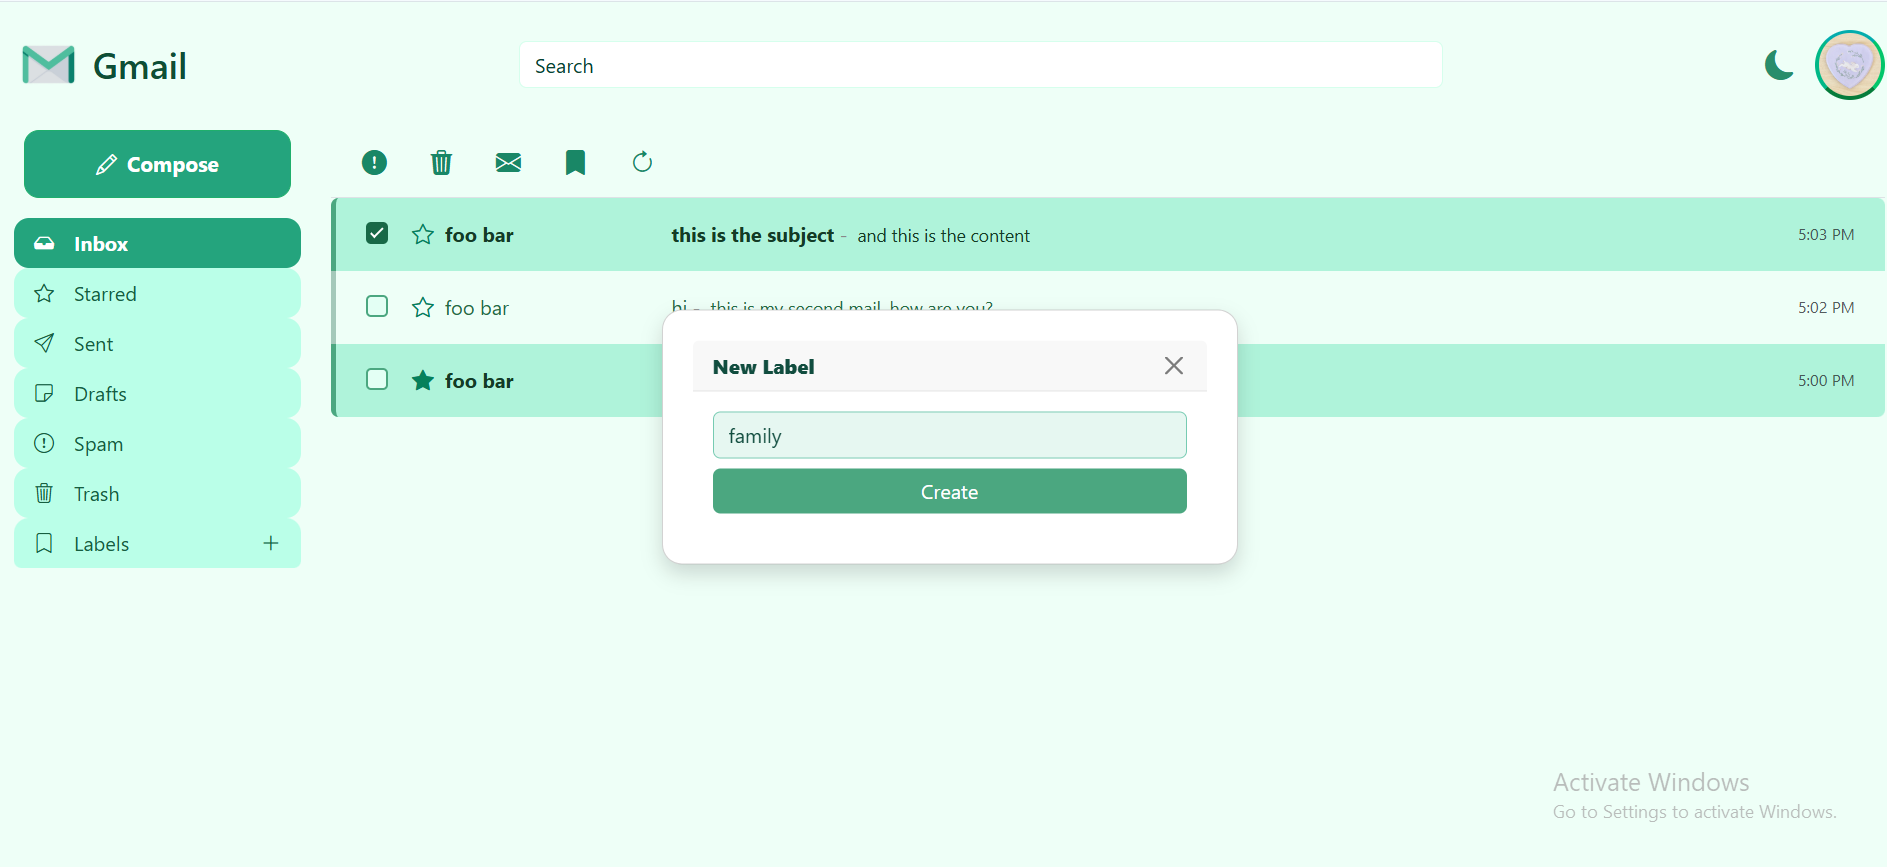 Gmail
Search
Compose
Inbox
Starred
Sent
Drafts
Spam
Trash
Labels
foo bar this is the subject - and this is the content 5:03 PM
foo bar hi - this is my second mail, how are you? 5:02 PM
foo bar 5:00 PM
New Label
family
Create
Activate Windows
Go to Settings to activate Windows.